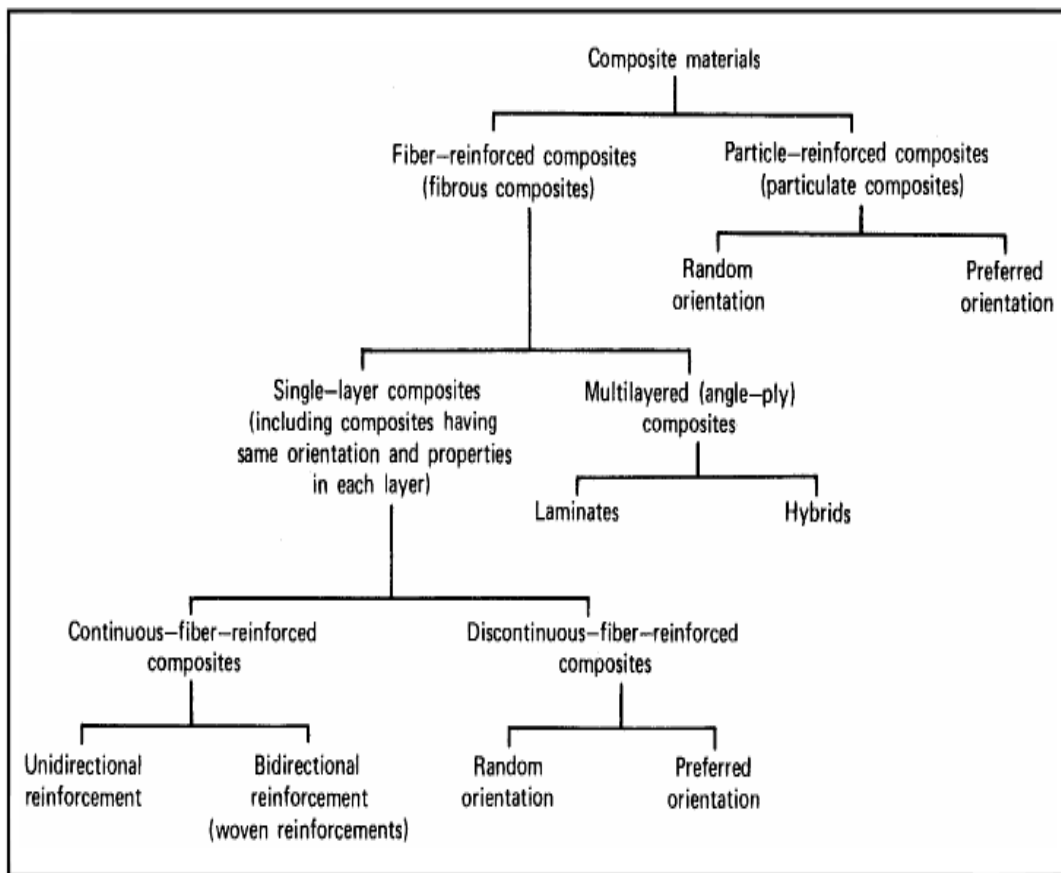 Composite materials
Fiber–reinforced composites
(fibrous composites)
Particle–reinforced composites
(particulate composites)
Random
orientation
Preferred
orientation
Single–layer composites
(including composites having
same orientation and properties
in each layer)
Multilayered (angle–ply)
composites
Laminates
Hybrids
Continuous–fiber–reinforced
composites
Discontinuous–fiber–reinforced
composites
Unidirectional
reinforcement
Bidirectional
reinforcement
(woven reinforcements)
Random
orientation
Preferred
orientation